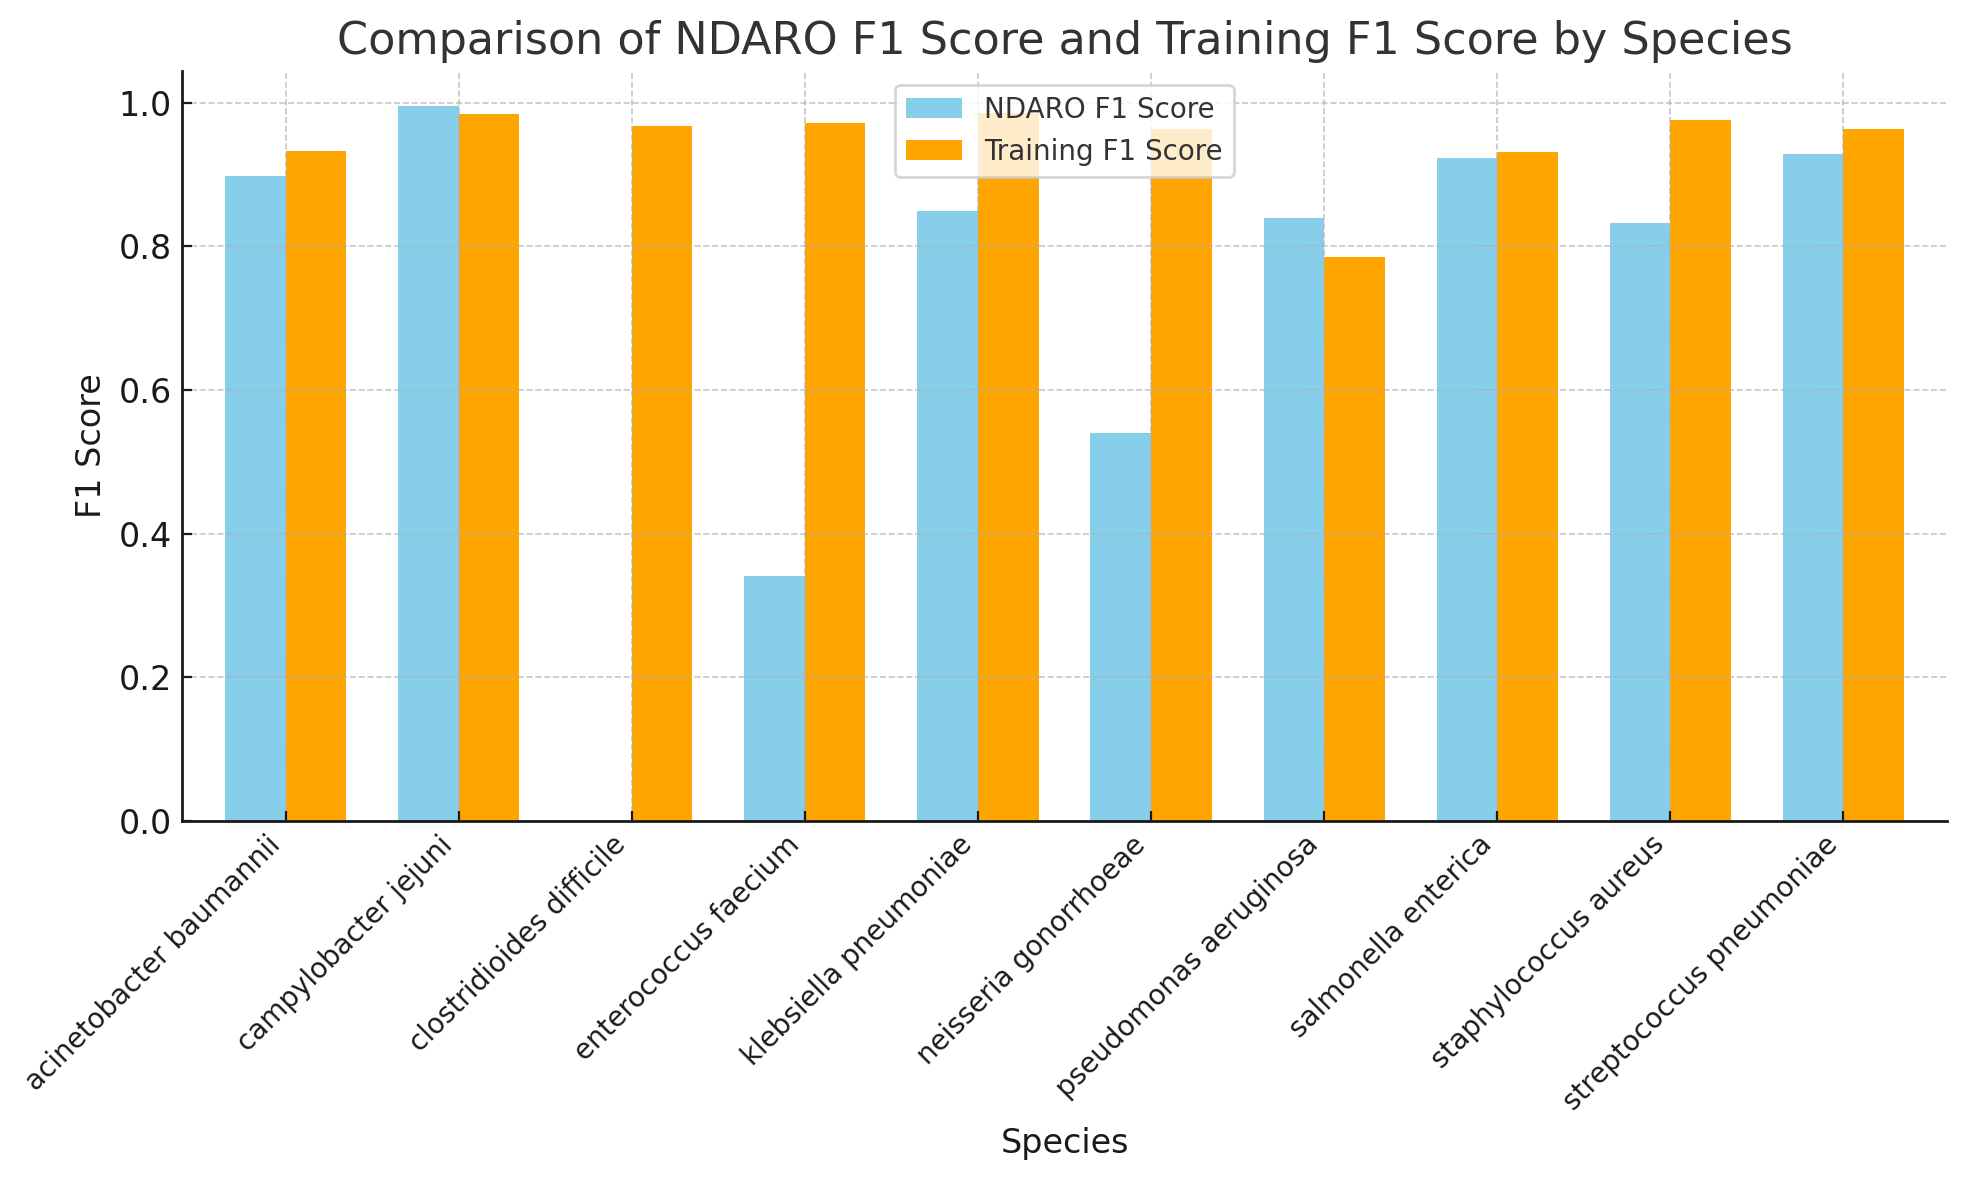 Comparison of NDARO F1 Score and Training F1 Score by Species
NDARO F1 Score
Training F1 Score
F1 Score
1.0
0.8
0.6
0.4
0.2
0.0
acinetobacter baumannii
campylobacter jejuni
clostridioides difficile
enterococcus faecium
klebsiella pneumoniae
neisseria gonorrhoeae
pseudomonas aeruginosa
salmonella enterica
staphylococcus aureus
streptococcus pneumoniae
Species